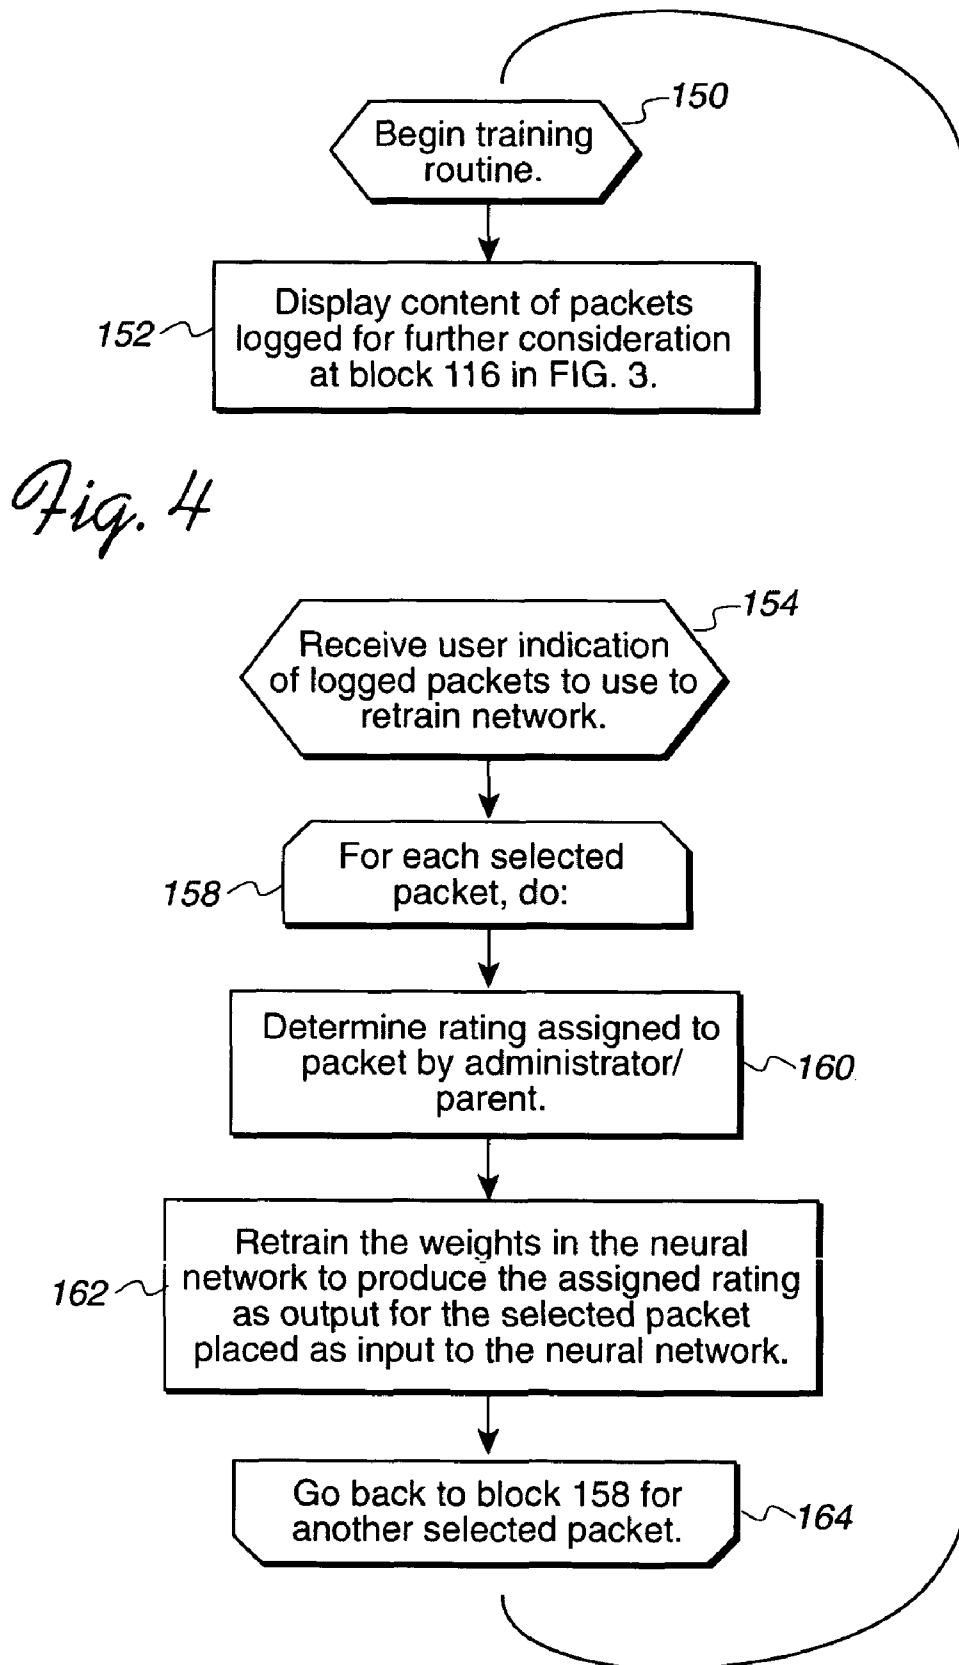 150
Begin training
routine.
152
Display content of packets
logged for further consideration
at block 116 in FIG. 3.
Fig. 4
154
Receive user indication
of logged packets to use to
retrain network.
For each selected
packet, do:
158
Determine rating assigned to
packet by administrator/
parent.
160
Retrain the weights in the neural
network to produce the assigned rating
as output for the selected packet
placed as input to the neural network.
162
Go back to block 158 for
another selected packet.
164